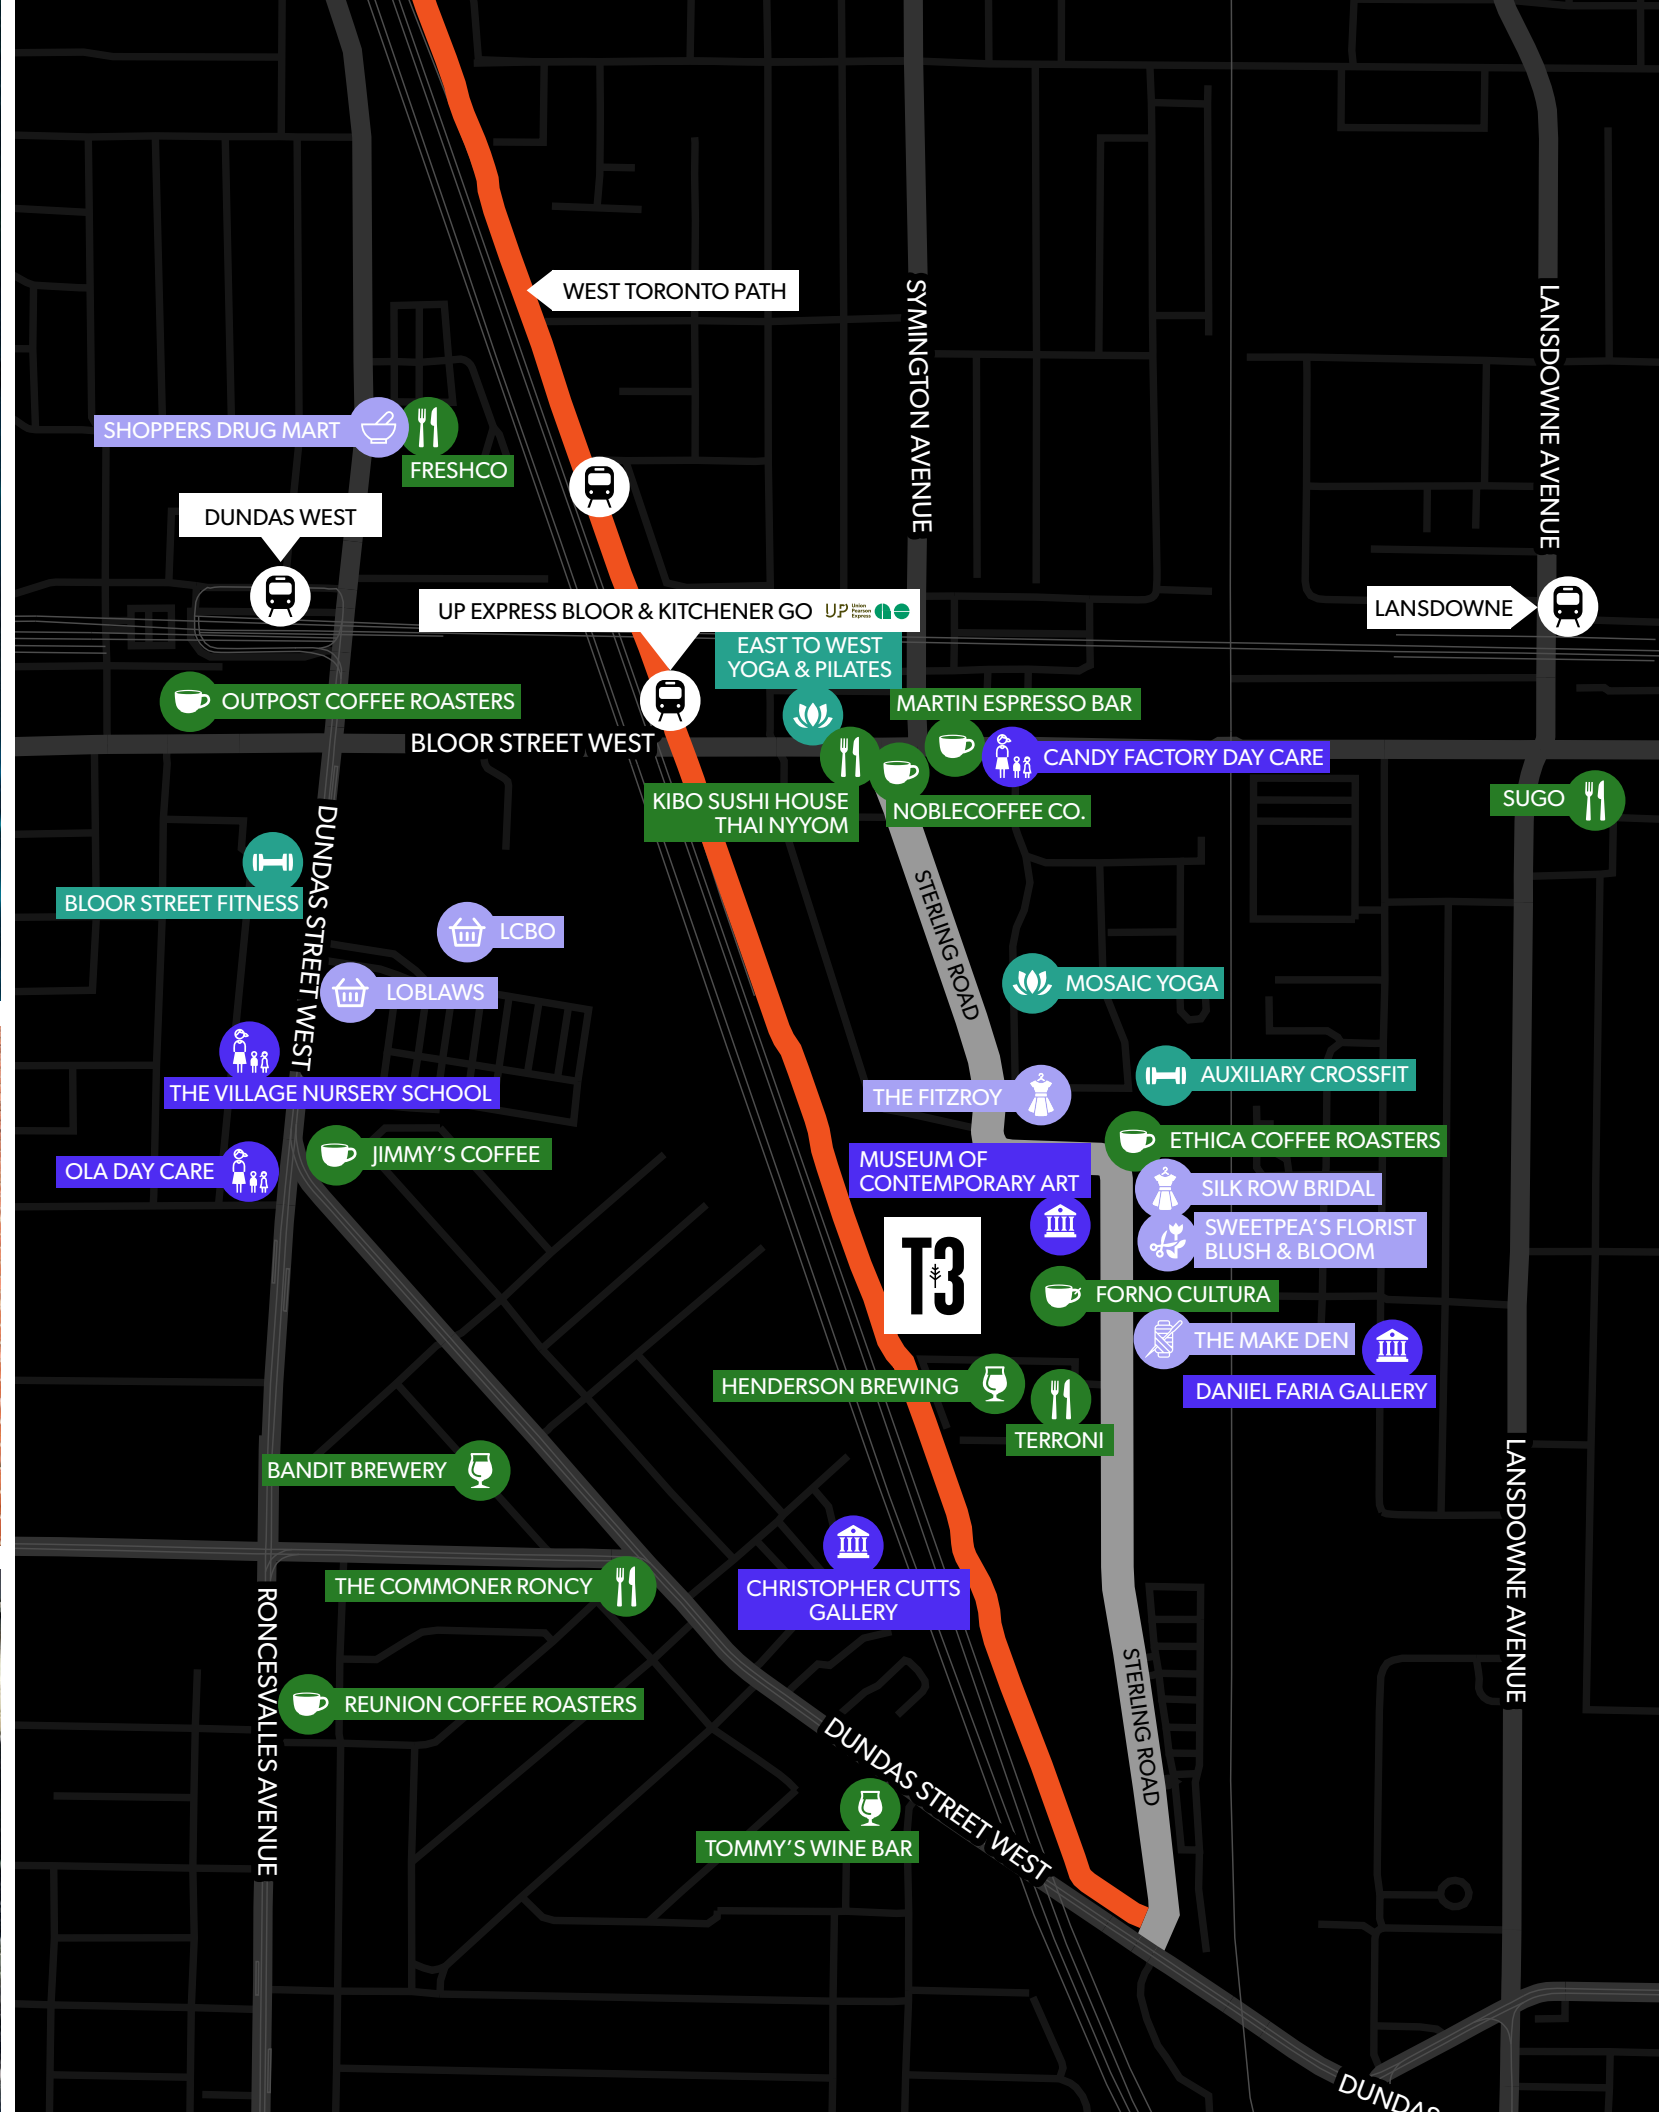 WEST TORONTO PATH
SYMINGTON AVENUE
LANSDOWNE AVENUE
SHOPPERS DRUG MART
FRESHCO
DUNDAS WEST
UP EXPRESS BLOOR & KITCHENER GO
UP Union
Pearson
Express
LANSDOWNE
EAST TO WEST
YOGA & PILATES
OUTPOST COFFEE ROASTERS
MARTIN ESPRESSO BAR
BLOOR STREET WEST
CANDY FACTORY DAY CARE
KIBO SUSHI HOUSE
THAI NYYOM
NOBLECOFFEE CO.
SUGO
DUNDAS STREET WEST
BLOOR STREET FITNESS
STERLING ROAD
LCBO
LOBLAWS
MOSAIC YOGA
THE VILLAGE NURSERY SCHOOL
THE FITZROY
AUXILIARY CROSSFIT
JIMMY'S COFFEE
ETHICA COFFEE ROASTERS
OLA DAY CARE
MUSEUM OF
CONTEMPORARY ART
SILK ROW BRIDAL
SWEETPEA'S FLORIST
BLUSH & BLOOM
T3
FORNO CULTURA
THE MAKE DEN
HENDERSON BREWING
DANIEL FARIA GALLERY
TERRONI
BANDIT BREWERY
LANSDOWNE AVENUE
THE COMMONER RONCY
CHRISTOPHER CUTTS
GALLERY
RONCESVALLES AVENUE
STERLING ROAD
REUNION COFFEE ROASTERS
DUNDAS STREET WEST
TOMMY'S WINE BAR
DUNDAS